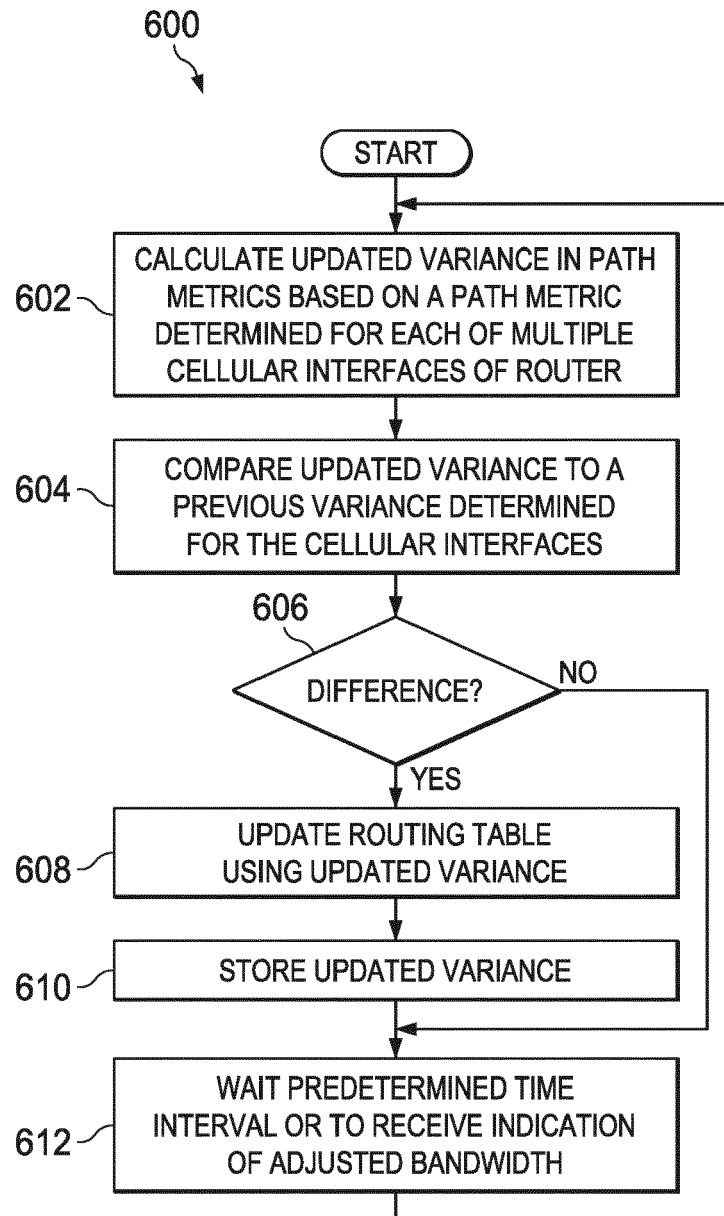 600
START
602
CALCULATE UPDATED VARIANCE IN PATH
METRICS BASED ON A PATH METRIC
DETERMINED FOR EACH OF MULTIPLE
CELLULAR INTERFACES OF ROUTER
604
COMPARE UPDATED VARIANCE TO A
PREVIOUS VARIANCE DETERMINED
FOR THE CELLULAR INTERFACES
606
DIFFERENCE?
NO
YES
608
UPDATE ROUTING TABLE
USING UPDATED VARIANCE
610
STORE UPDATED VARIANCE
612
WAIT PREDETERMINED TIME
INTERVAL OR TO RECEIVE INDICATION
OF ADJUSTED BANDWIDTH